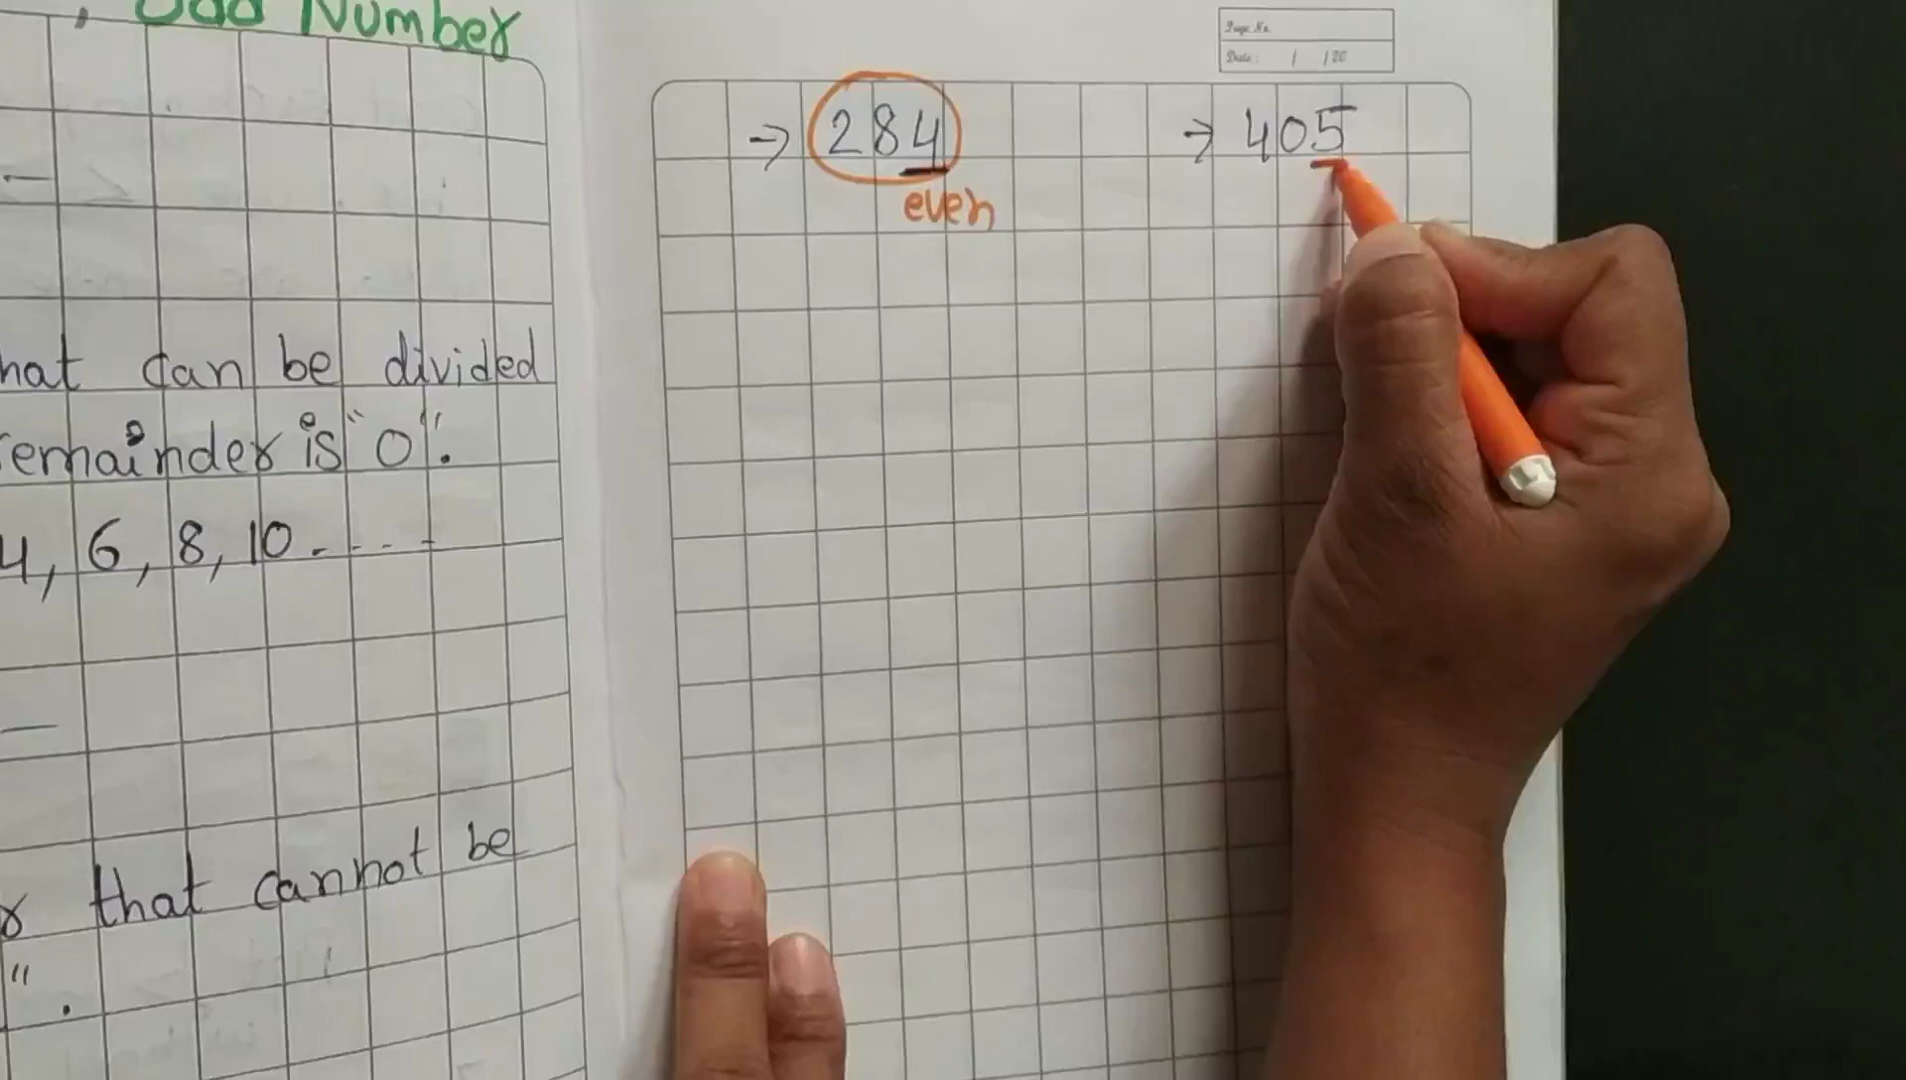 , Odd Number
hat can be divided
remainder is "0".
4, 6, 8, 10 - - - -
that cannot be
".
Page No.
Date : / /20
→ 284
even
→ 405